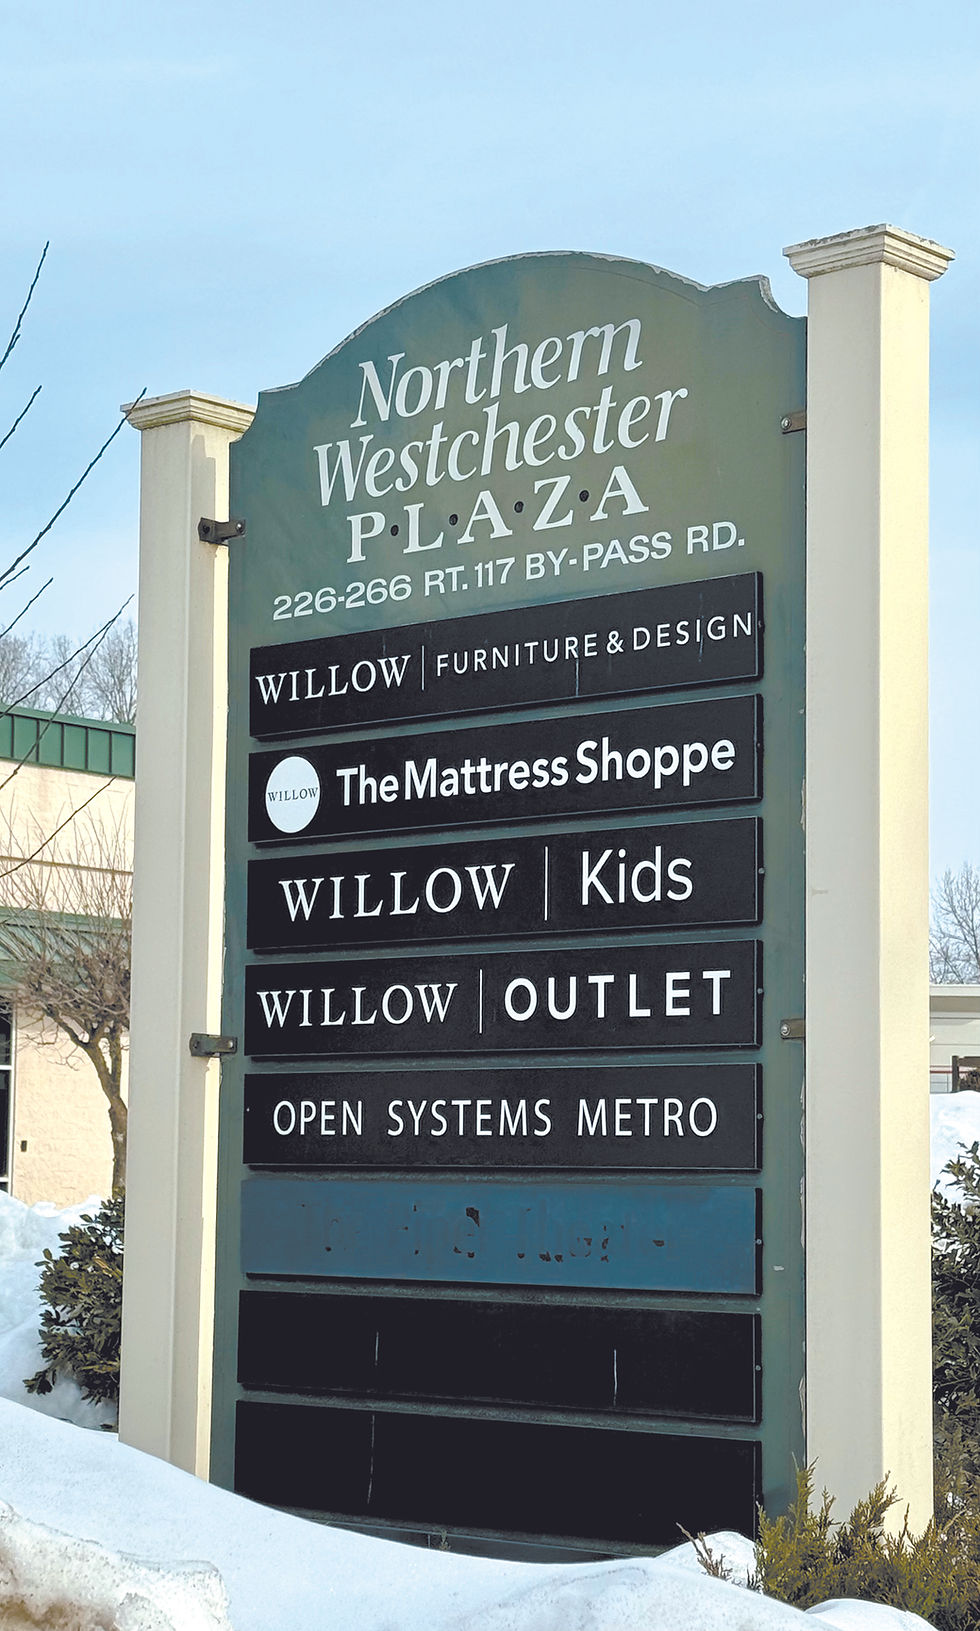 Northern
Westchester
P·L·A·Z·A
226-266 RT. 117 BY-PASS RD.
WILLOW | FURNITURE & DESIGN
WILLOW The Mattress Shoppe
WILLOW | Kids
WILLOW | OUTLET
OPEN SYSTEMS METRO